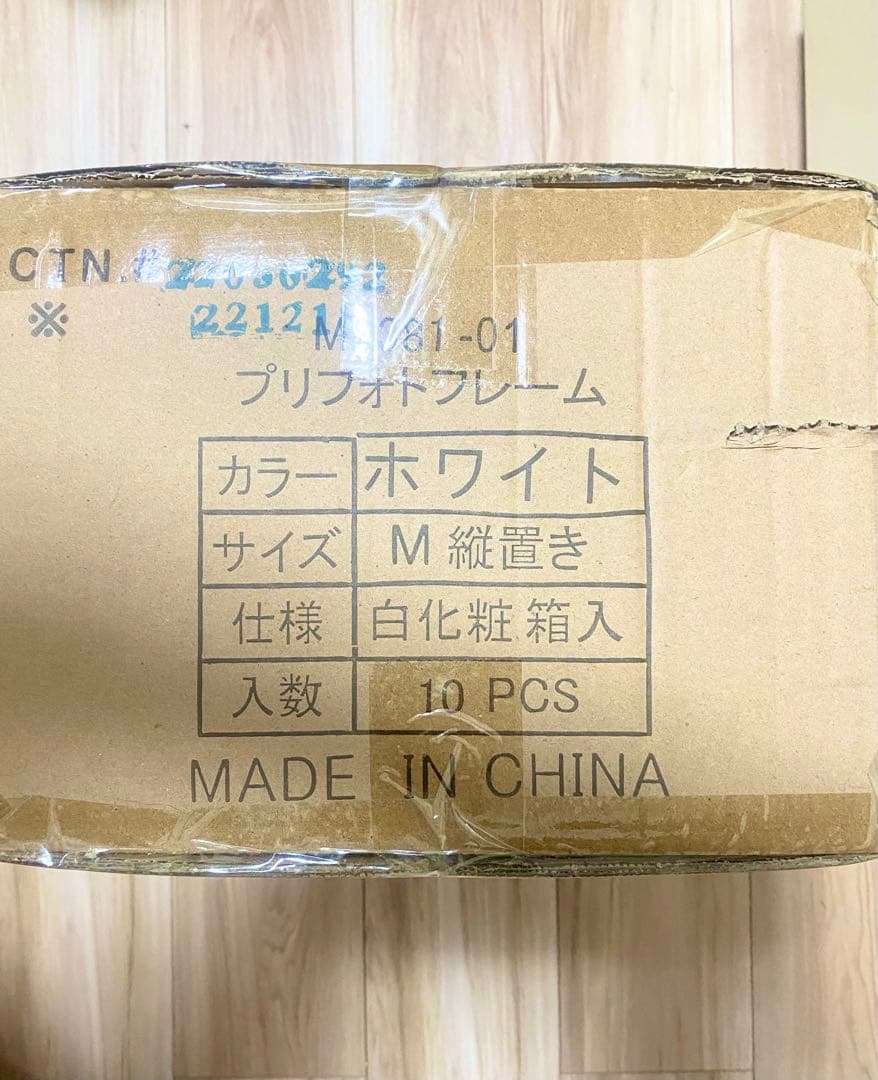 CTN.#
※
-01
プリフォトフレーム
カラー ホワイト
サイズ M 縦置き
仕様 白化粧箱入
入数 10 PCS
MADE IN CHINA